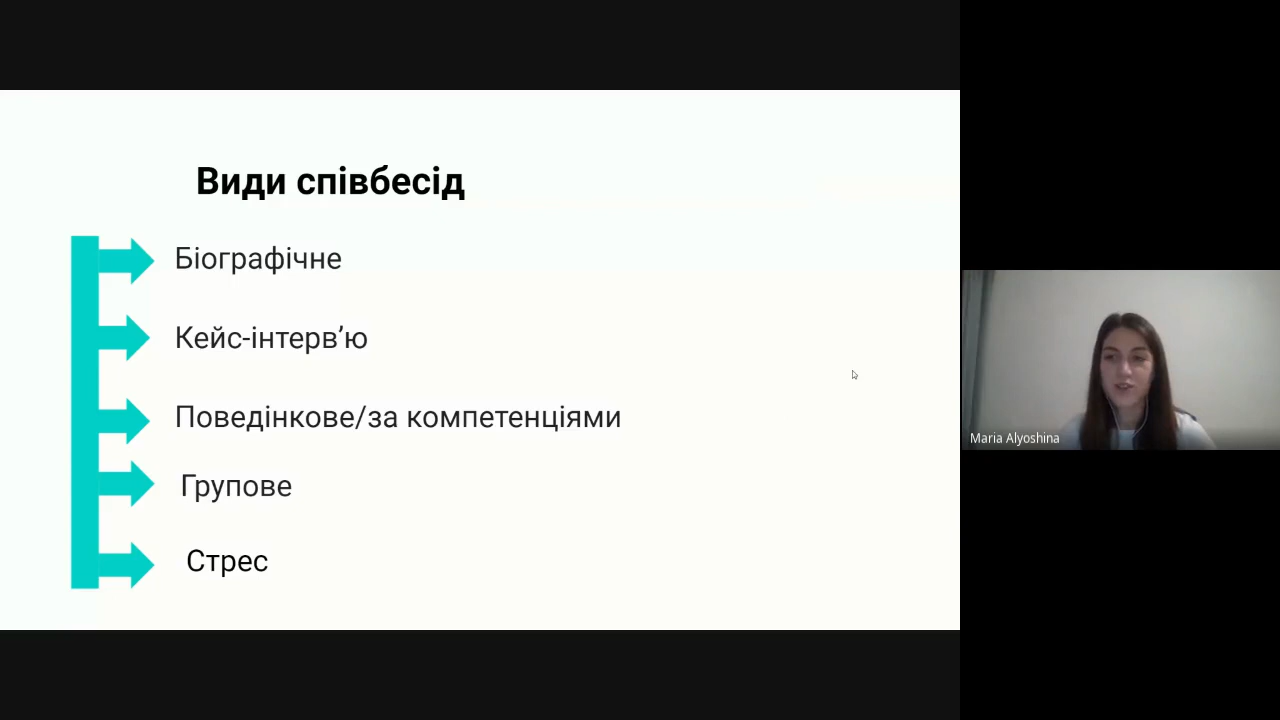 Види співбесід
Біографічне
Кейс-інтерв’ю
Поведінкове/за компетенціями
Групове
Стрес
Maria Alyoshina